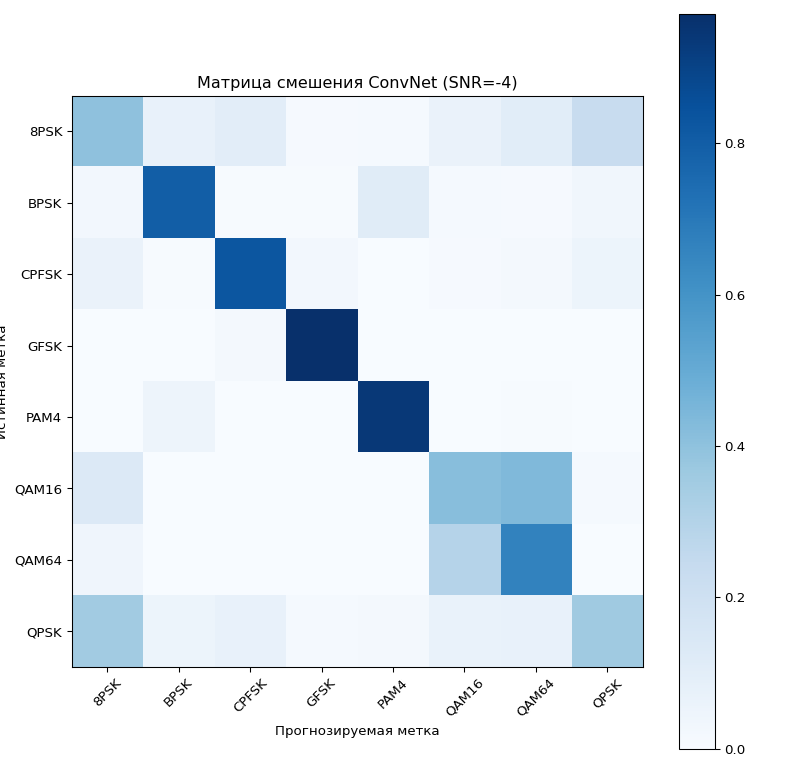 Матрица смешения ConvNet (SNR=-4)
8PSK
BPSK
CPFSK
GFSK
PAM4
QAM16
QAM64
QPSK
8PSK
BPSK
CPFSK
GFSK
PAM4
QAM16
QAM64
QPSK
Прогнозируемая метка
Истинная метка
0.8
0.6
0.4
0.2
0.0